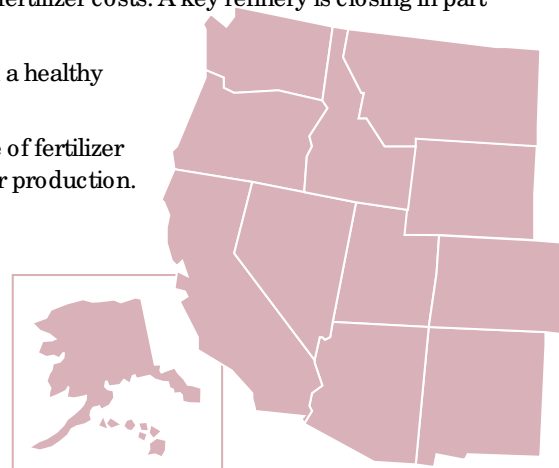 fertilizer costs. A key refinery is closing in part
a healthy
of fertilizer
r production.